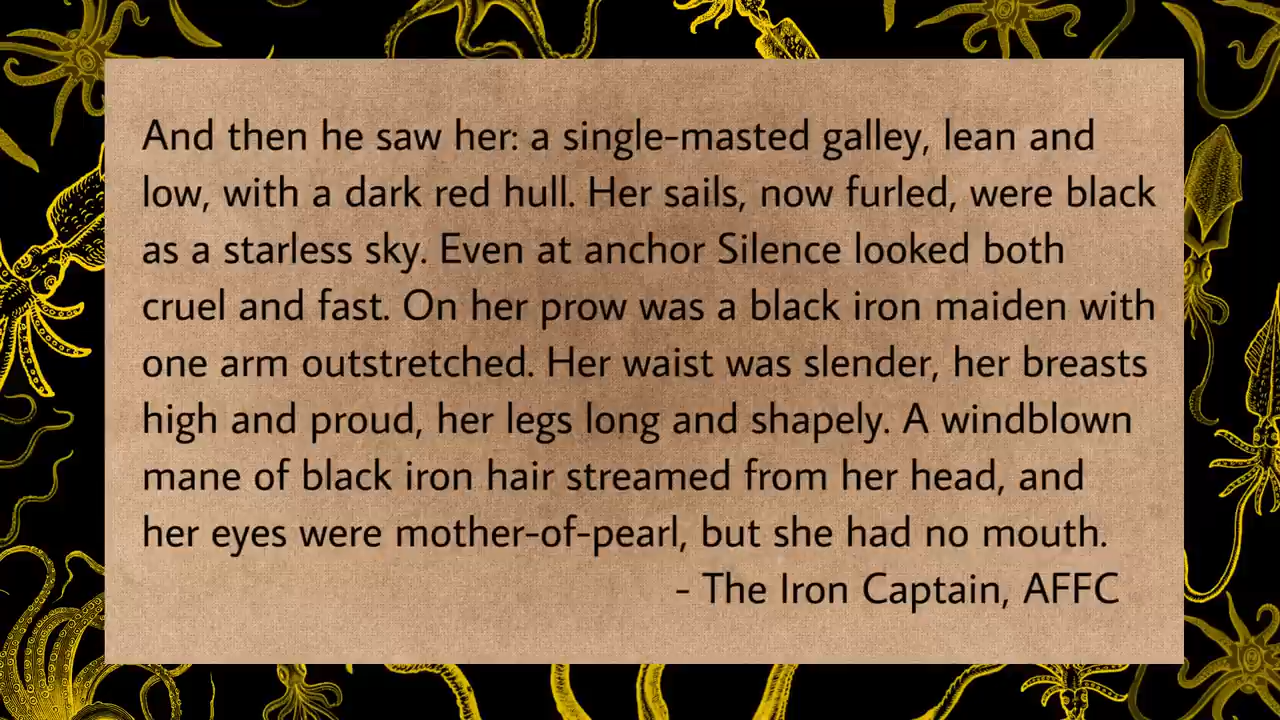 And then he saw her: a single-masted galley, lean and
low, with a dark red hull. Her sails, now furled, were black
as a starless sky. Even at anchor Silence looked both
cruel and fast. On her prow was a black iron maiden with
one arm outstretched. Her waist was slender, her breasts
high and proud, her legs long and shapely. A windblown
mane of black iron hair streamed from her head, and
her eyes were mother-of-pearl, but she had no mouth.
- The Iron Captain, AFFC